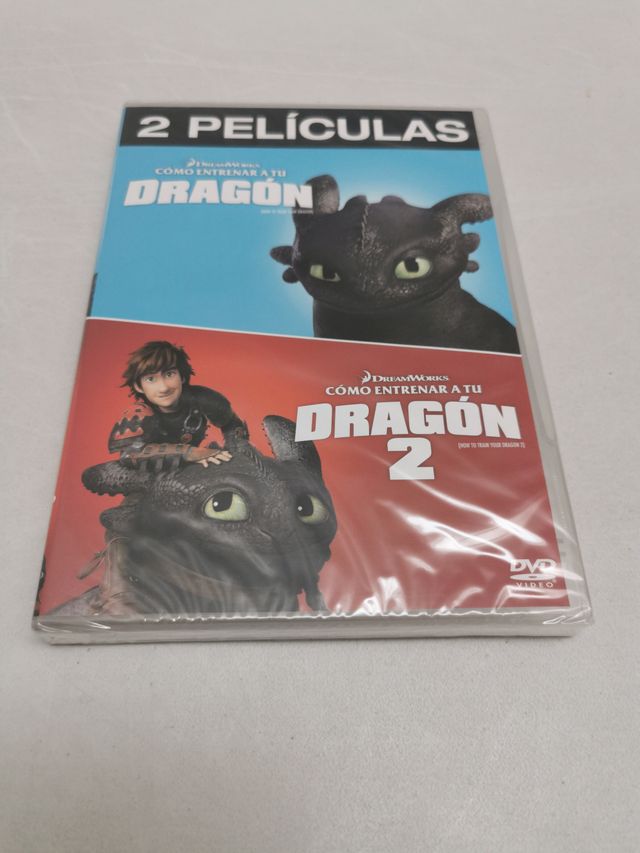 2 PELÍCULAS
DREAMWORKS
CÓMO ENTRENAR A TU
DRAGÓN
(HOW TO TRAIN YOUR DRAGON)
DREAMWORKS
CÓMO ENTRENAR A TU
DRAGÓN
2
(HOW TO TRAIN YOUR DRAGON 2)
DVD
VIDEO